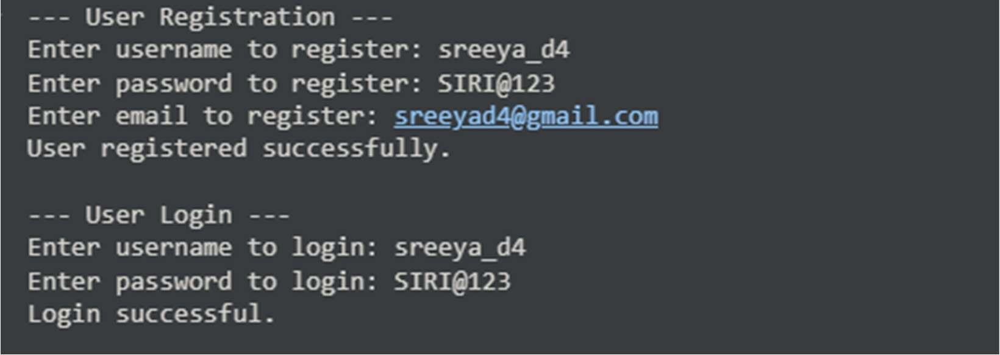 --- User Registration ---
Enter username to register: sreeya_d4
Enter password to register: SIRI@123
Enter email to register: sreeyad4@gmail.com
User registered successfully.
--- User Login ---
Enter username to login: sreeya_d4
Enter password to login: SIRI@123
Login successful.